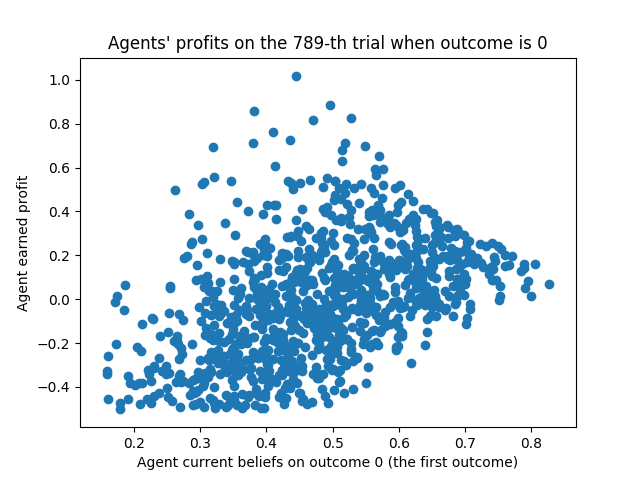 Agents' profits on the 789-th trial when outcome is 0
1.0
0.8
0.6
0.4
0.2
0.0
−0.2
−0.4
Agent earned profit
0.2 0.3 0.4 0.5 0.6 0.7 0.8
Agent current beliefs on outcome 0 (the first outcome)